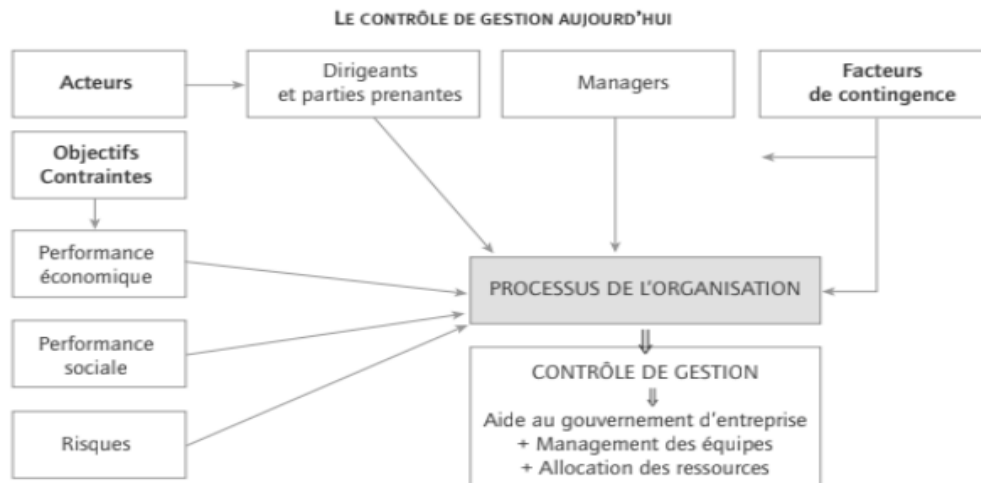 LE CONTRÔLE DE GESTION AUJOURD'HUI
Acteurs
Dirigeants
et parties prenantes
Managers
Facteurs
de contingence
Objectifs
Contraintes
Performance
économique
PROCESSUS DE L'ORGANISATION
Performance
sociale
CONTRÔLE DE GESTION
Aide au gouvernement d'entreprise
+ Management des équipes
+ Allocation des ressources
Risques